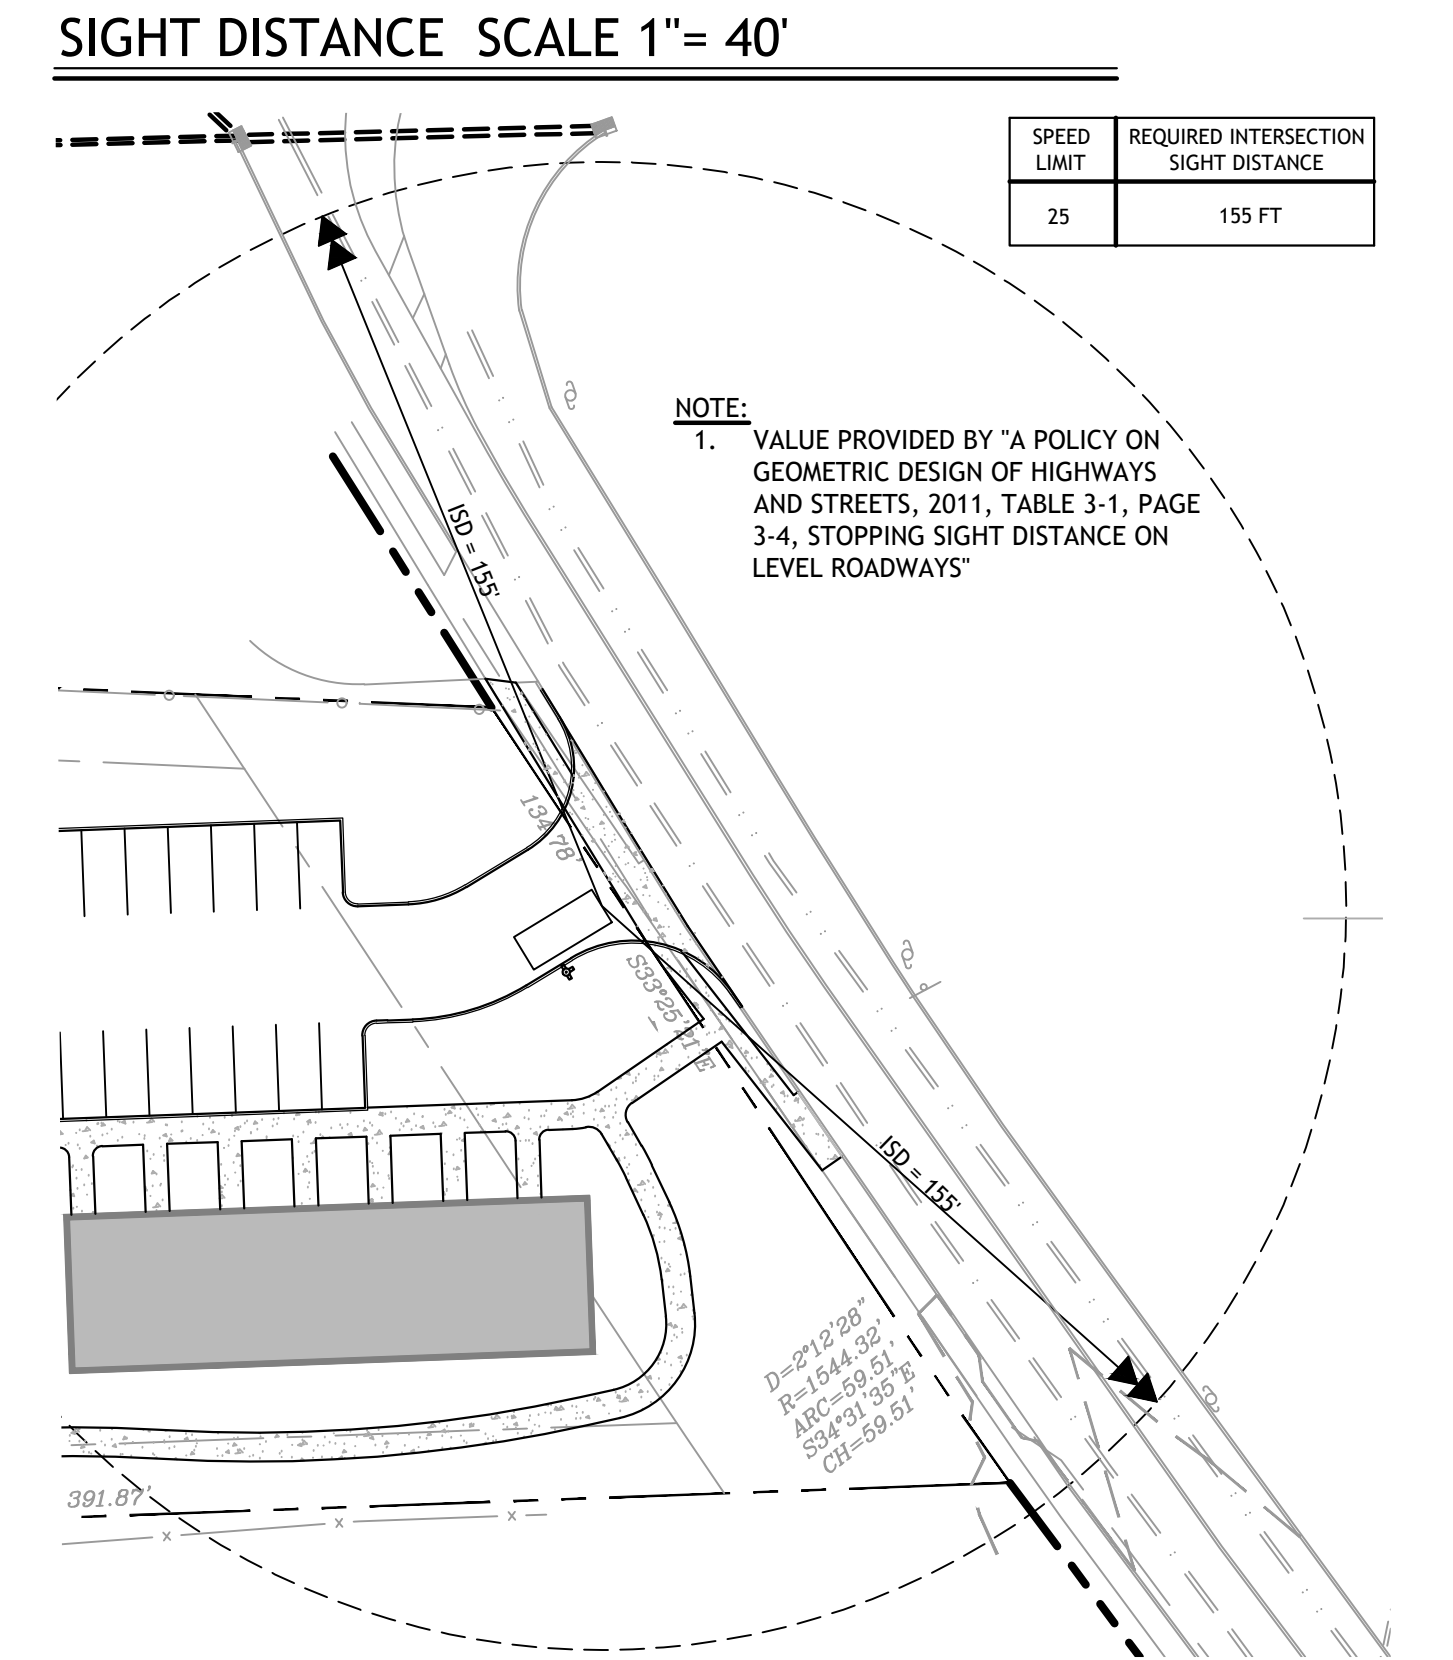 SIGHT DISTANCE SCALE 1"= 40'
SPEED
LIMIT
REQUIRED INTERSECTION
SIGHT DISTANCE
25
155 FT
NOTE:
1. VALUE PROVIDED BY "A POLICY ON
GEOMETRIC DESIGN OF HIGHWAYS
AND STREETS, 2011, TABLE 3-1, PAGE
3-4, STOPPING SIGHT DISTANCE ON
LEVEL ROADWAYS"
ISD = 155'
134.78'
S33°25'21"E
ISD = 155'
D=2°12'28"
R=1544.32'
ARC=59.51'
S34°31'35"E
CH=59.51'
391.87'